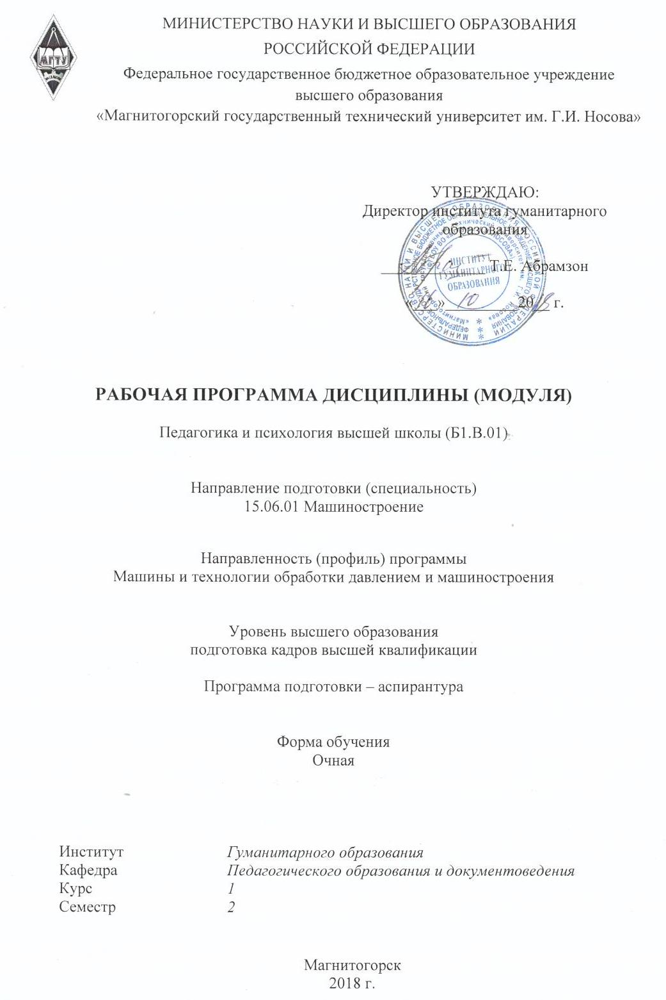 МГТУ
МИНИСТЕРСТВО НАУКИ И ВЫСШЕГО ОБРАЗОВАНИЯ
РОССИЙСКОЙ ФЕДЕРАЦИИ
Федеральное государственное бюджетное образовательное учреждение
высшего образования
«Магнитогорский государственный технический университет им. Г.И. Носова»
УТВЕРЖДАЮ:
Директор института гуманитарного
образования
Т.Е. Абрамзон
« » 10 2018 г.
ИНСТИТУТ
ГУМАНИТАРНОГО
ОБРАЗОВАНИЯ
РАБОЧАЯ ПРОГРАММА ДИСЦИПЛИНЫ (МОДУЛЯ)
Педагогика и психология высшей школы (Б1.В.01)
Направление подготовки (специальность)
15.06.01 Машиностроение
Направленность (профиль) программы
Машины и технологии обработки давлением и машиностроения
Уровень высшего образования
подготовка кадров высшей квалификации
Программа подготовки – аспирантура
Форма обучения
Очная
Институт Гуманитарного образования
Кафедра Педагогического образования и документоведения
Курс 1
Семестр 2
Магнитогорск
2018 г.